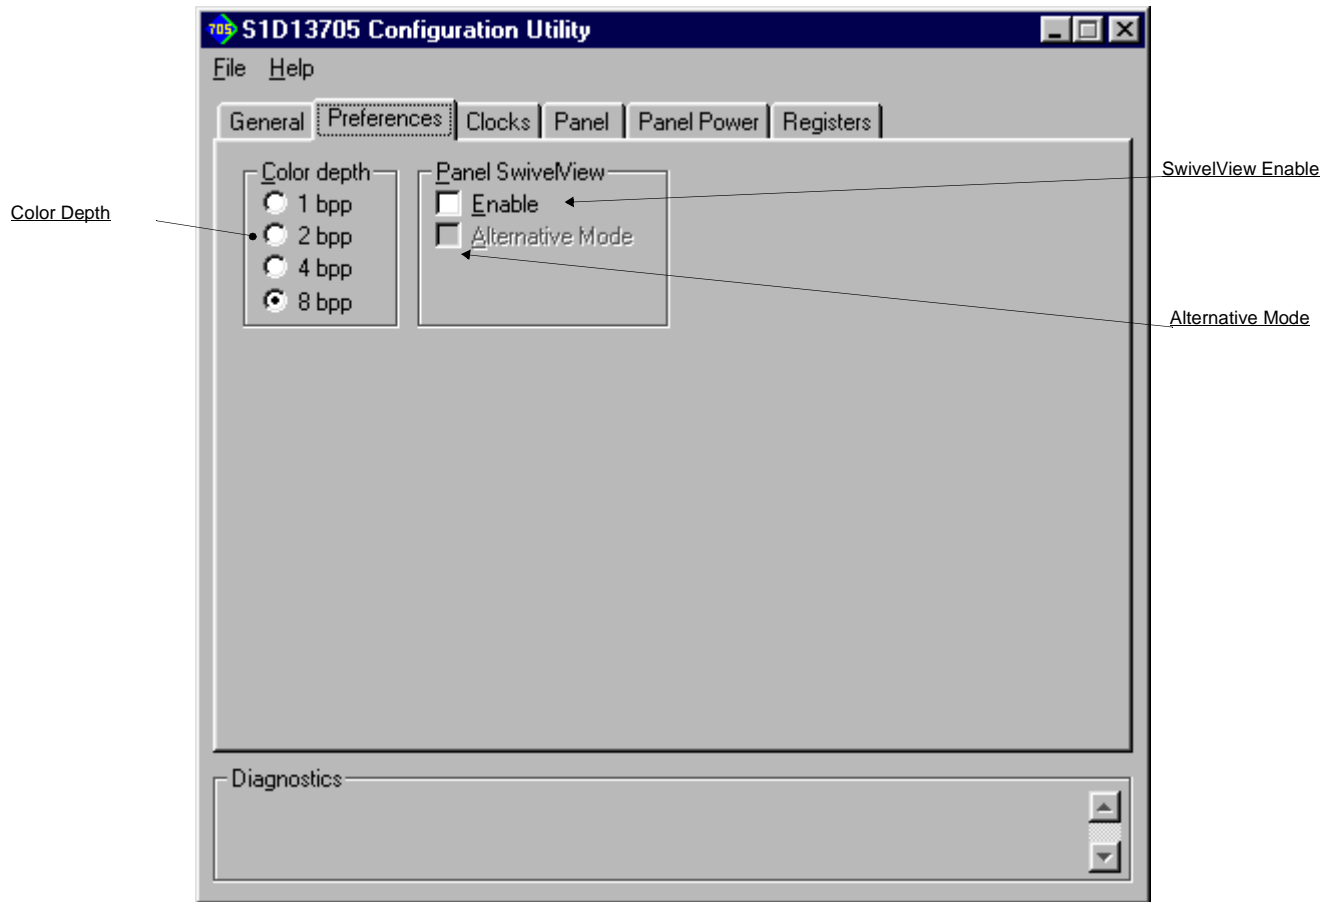 705 S1D13705 Configuration Utility
File Help
General Preferences Clocks Panel Panel Power Registers
Color depth
1 bpp
2 bpp
4 bpp
8 bpp
Panel SwivelView
Enable
Alternative Mode
SwivelView Enable
Color Depth
Alternative Mode
Diagnostics